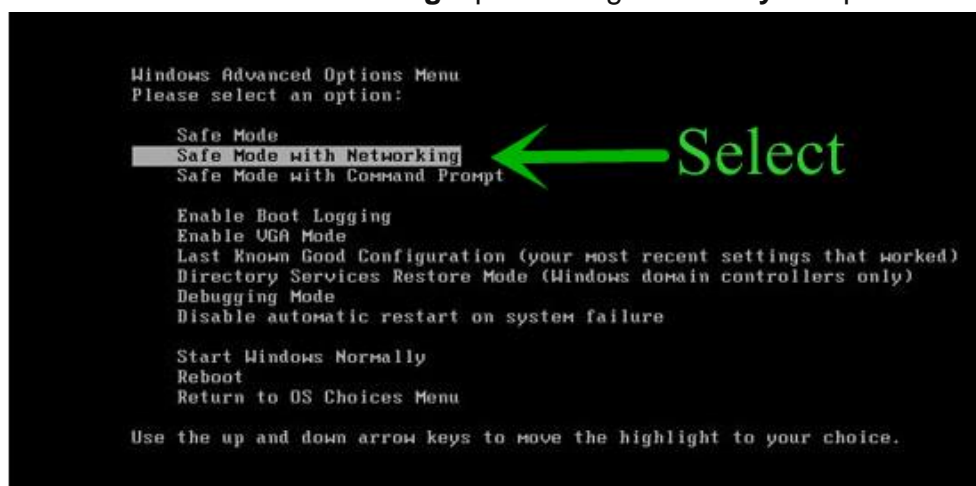 Windows Advanced Options Menu
Please select an option:
Safe Mode
Safe Mode with Networking
Select
Safe Mode with Command Prompt
Enable Boot Logging
Enable VGA Mode
Last Known Good Configuration (your most recent settings that worked)
Directory Services Restore Mode (Windows domain controllers only)
Debugging Mode
Disable automatic restart on system failure
Start Windows Normally
Reboot
Return to OS Choices Menu
Use the up and down arrow keys to move the highlight to your choice.